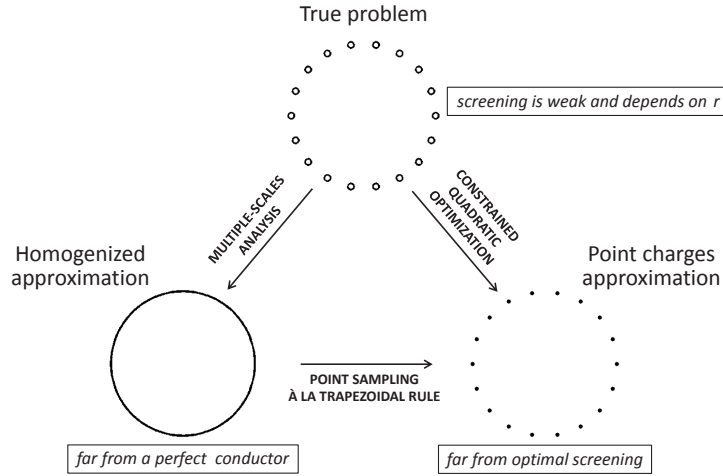 True problem
screening is weak and depends on r
MULTIPLE-SCALES
ANALYSIS
CONSTRAINED
QUADRATIC
OPTIMIZATION
Homogenized
approximation
Point charges
approximation
POINT SAMPLING
À LA TRAPEZOIDAL RULE
far from a perfect conductor
far from optimal screening